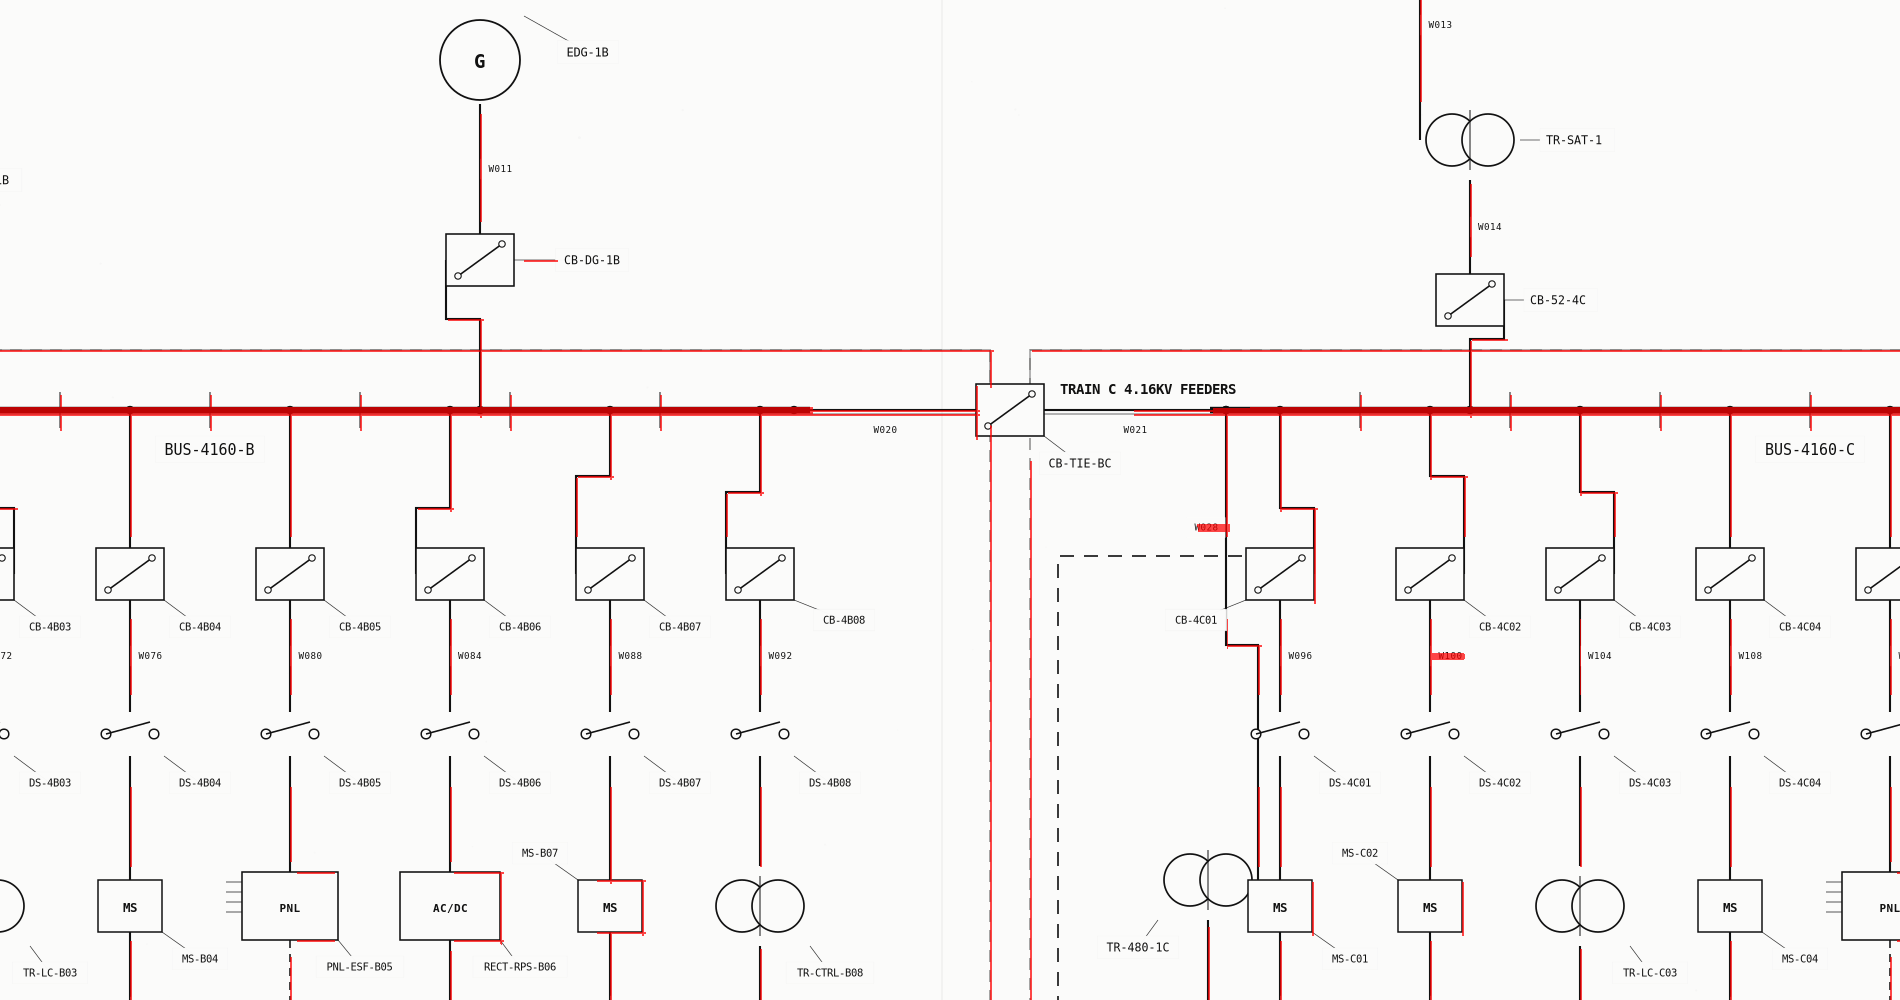 W013
G
EDG-1B
TR-SAT-1
W011
W014
CB-DG-1B
CB-52-4C
TRAIN C 4.16KV FEEDERS
W020
W021
BUS-4160-B
BUS-4160-C
CB-TIE-BC
W028
CB-4B03
CB-4B04
CB-4B05
CB-4B06
CB-4B07
CB-4B08
CB-4C01
CB-4C02
CB-4C03
CB-4C04
72
W076
W080
W084
W088
W092
W096
W100
W104
W108
DS-4B03
DS-4B04
DS-4B05
DS-4B06
DS-4B07
DS-4B08
DS-4C01
DS-4C02
DS-4C03
DS-4C04
MS-B07
MS-C02
MS
PNL
AC/DC
MS
MS
MS
MS
PNL
TR-LC-B03
MS-B04
PNL-ESF-B05
RECT-RPS-B06
TR-CTRL-B08
TR-480-1C
MS-C01
TR-LC-C03
MS-C04